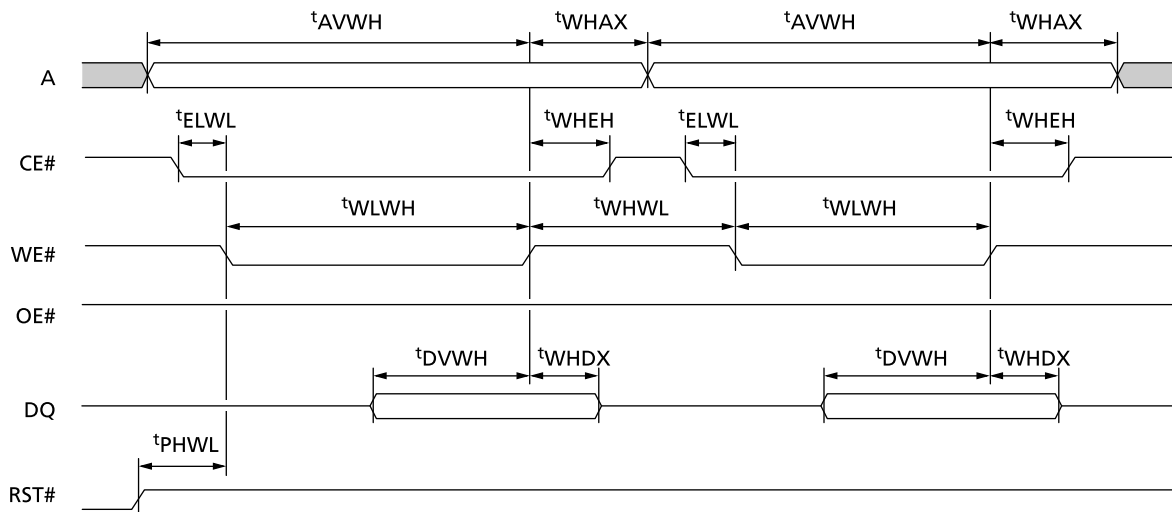 tAVWH tWHAX tAVWH tWHAX
A
tELWL tWHEH tELWL tWHEH
CE#
tWLWH tWHWL tWLWH
WE#
OE#
tDVWH tWHDX tDVWH tWHDX
DQ
tPHWL
RST#